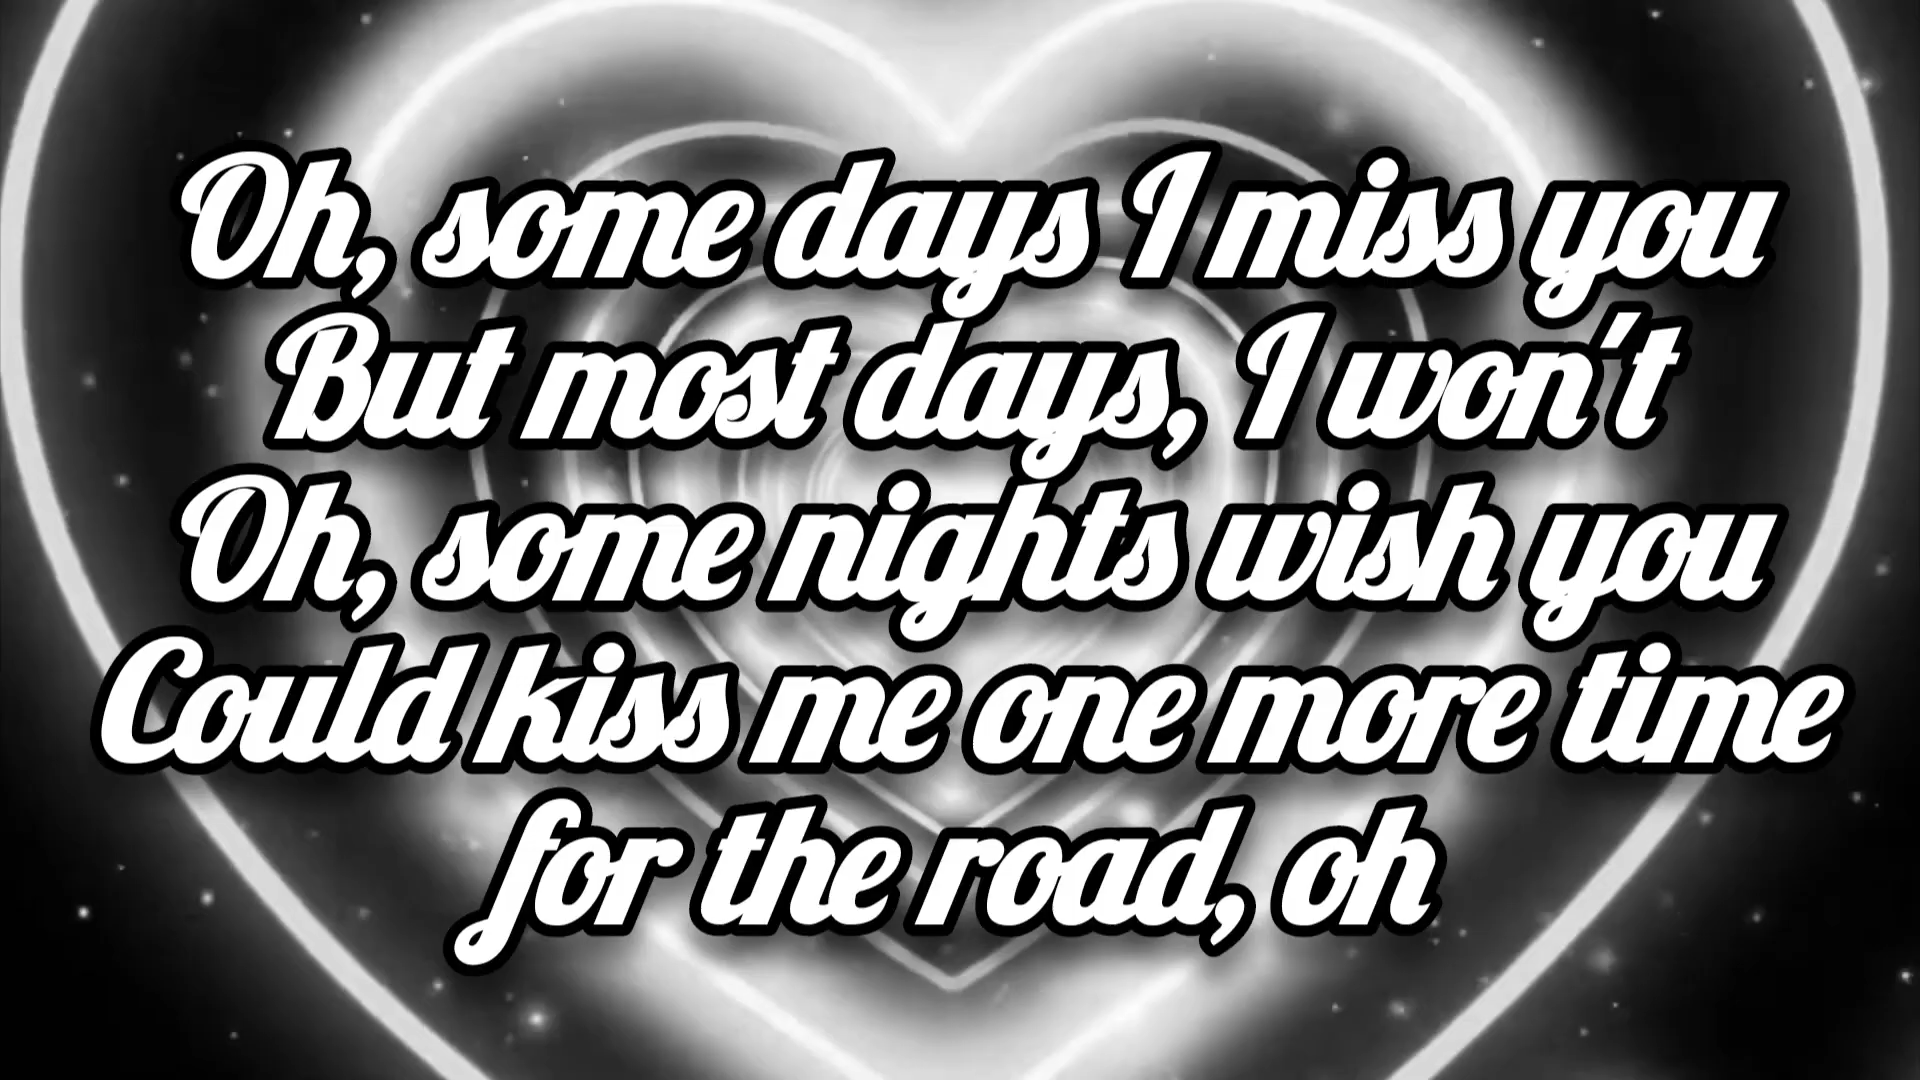 Oh, some days I miss you
But most days, I won't
Oh, some nights wish you
Could kiss me one more time
for the road, oh